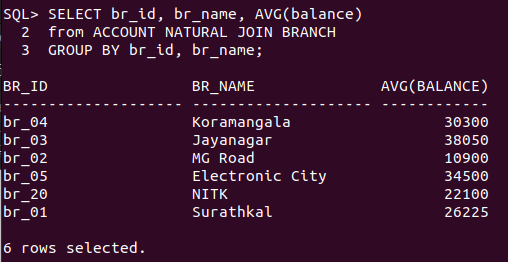 SQL> SELECT br_id, br_name, AVG(balance)
  2  from ACCOUNT NATURAL JOIN BRANCH
  3  GROUP BY br_id, br_name;

BR_ID                BR_NAME              AVG(BALANCE)
-------------------- -------------------- ------------
br_04                Koramangala                 30300
br_03                Jayanagar                   38050
br_02                MG Road                     10900
br_05                Electronic City             34500
br_20                NITK                        22100
br_01                Surathkal                   26225

6 rows selected.